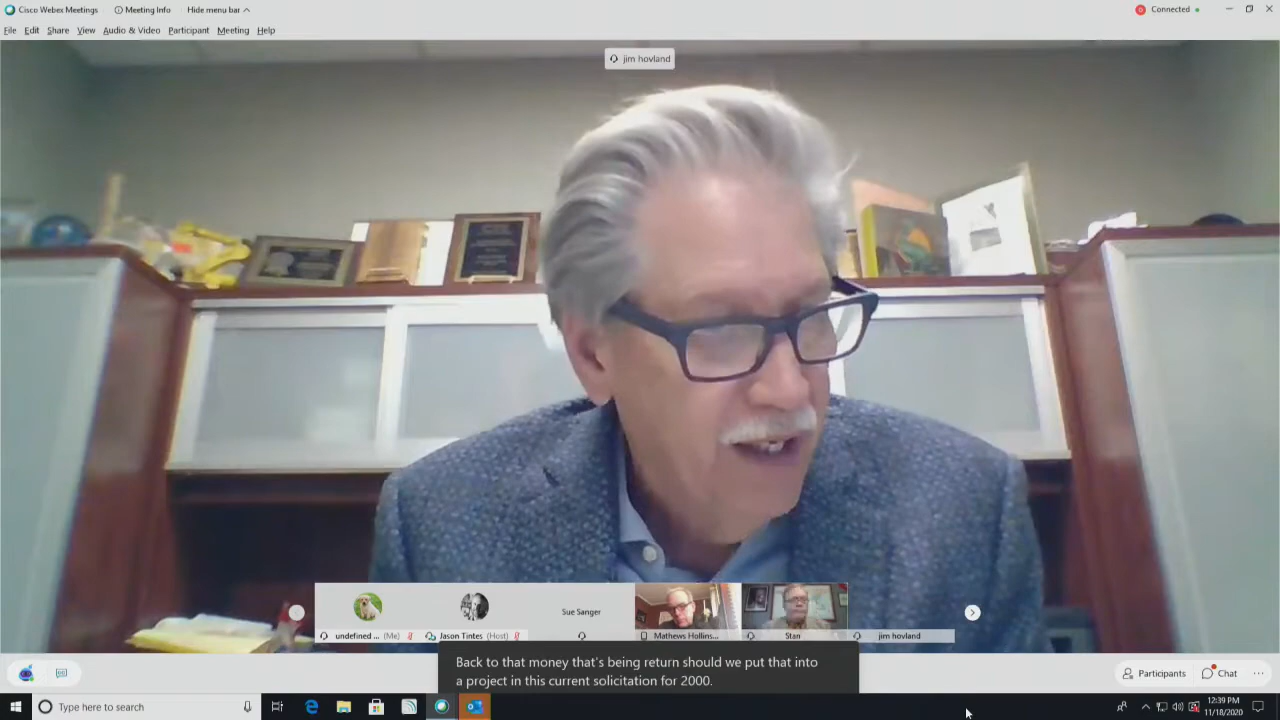 Cisco Webex Meetings
Meeting Info
Hide menu bar
Connected
File Edit Share View Audio & Video Participant Meeting Help
jim hovland
Sue Sanger
undefined ... (Me)
Jason Tintes (Host)
Mathews Hollins...
Stan
jim hovland
Back to that money that's being return should we put that into
a project in this current solicitation for 2000.
Participants
Chat
Type here to search
12:39 PM
11/18/2020